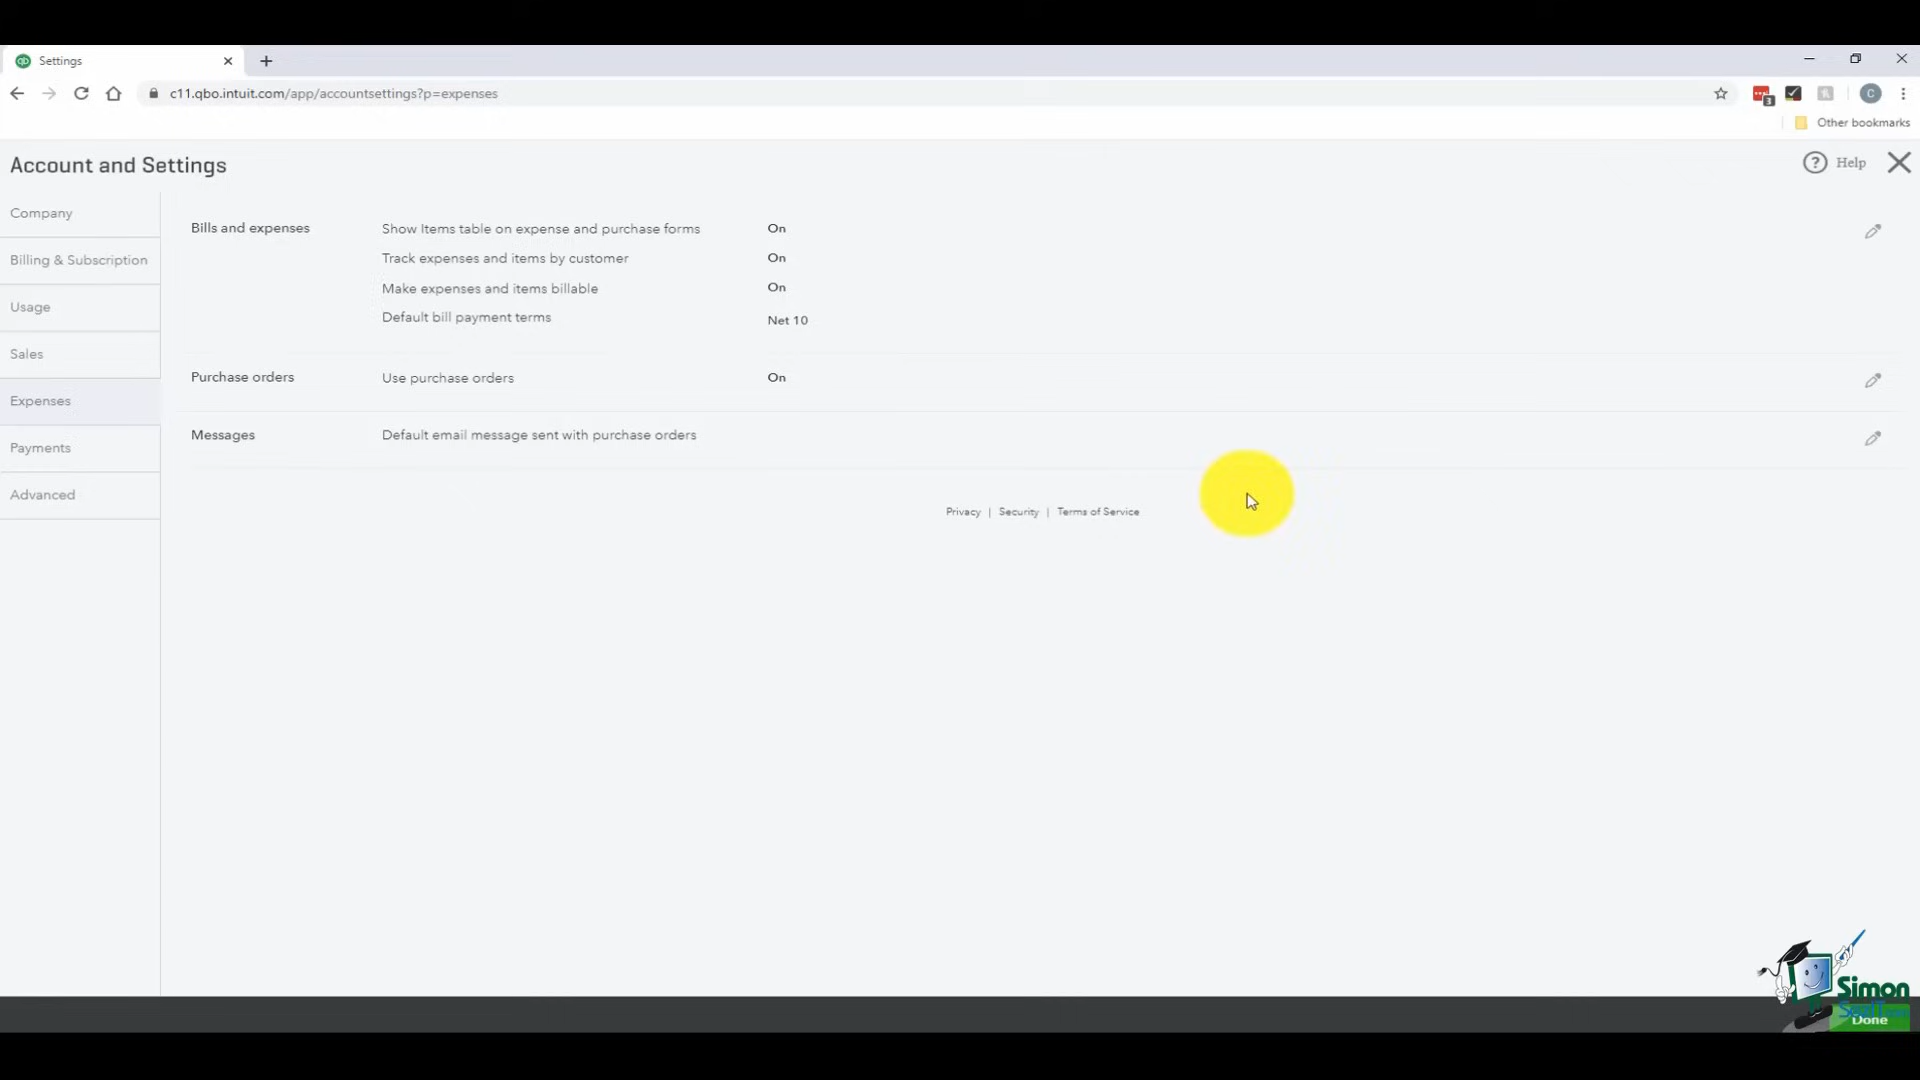 Settings
c11.qbo.intuit.com/app/accountsettings?p=expenses
3
C
Other bookmarks
Account and Settings
? Help
Company
Billing & Subscription
Usage
Sales
Expenses
Payments
Advanced
Bills and expenses
Show Items table on expense and purchase forms On
Track expenses and items by customer On
Make expenses and items billable On
Default bill payment terms Net 10
Purchase orders Use purchase orders On
Messages Default email message sent with purchase orders
Privacy | Security | Terms of Service
Simon
Done